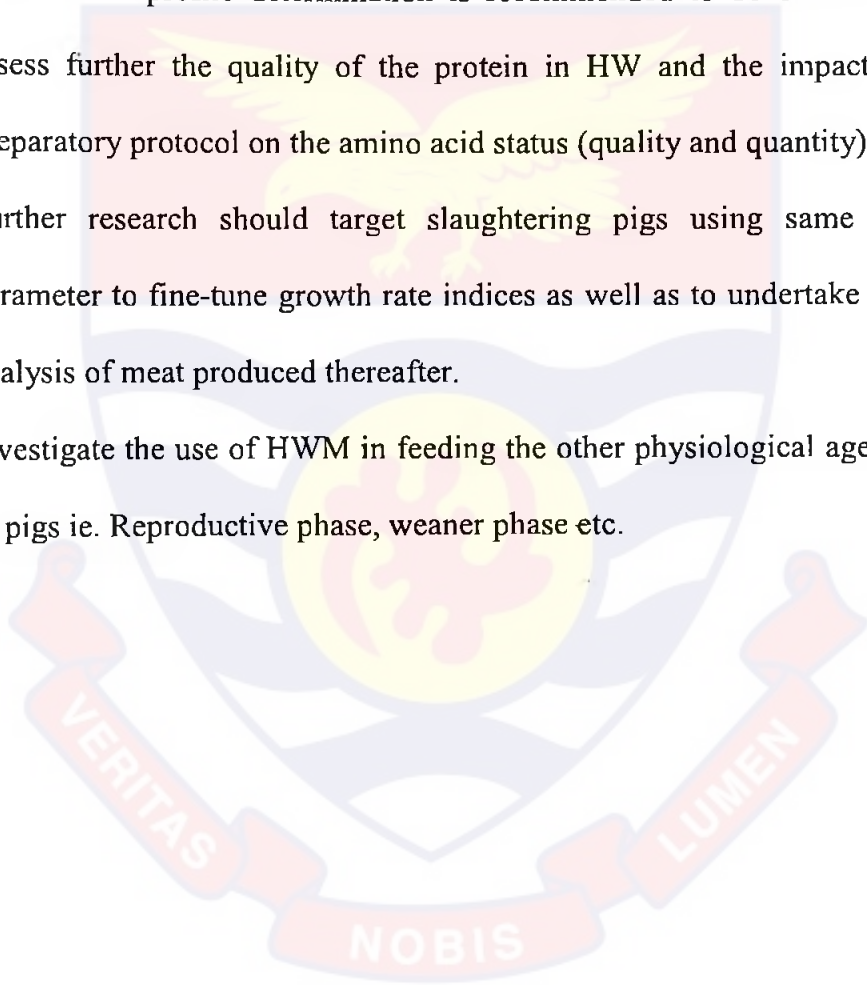 sess further the quality of the protein in HW and the impact
eparatory protocol on the amino acid status (quality and quantity)
rther research should target slaughtering pigs using same
rameter to fine-tune growth rate indices as well as to undertake
alysis of meat produced thereafter.
vestigate the use of HWM in feeding the other physiological age
pigs ie. Reproductive phase, weaner phase etc.
VERITAS
NOBIS
LUMEN